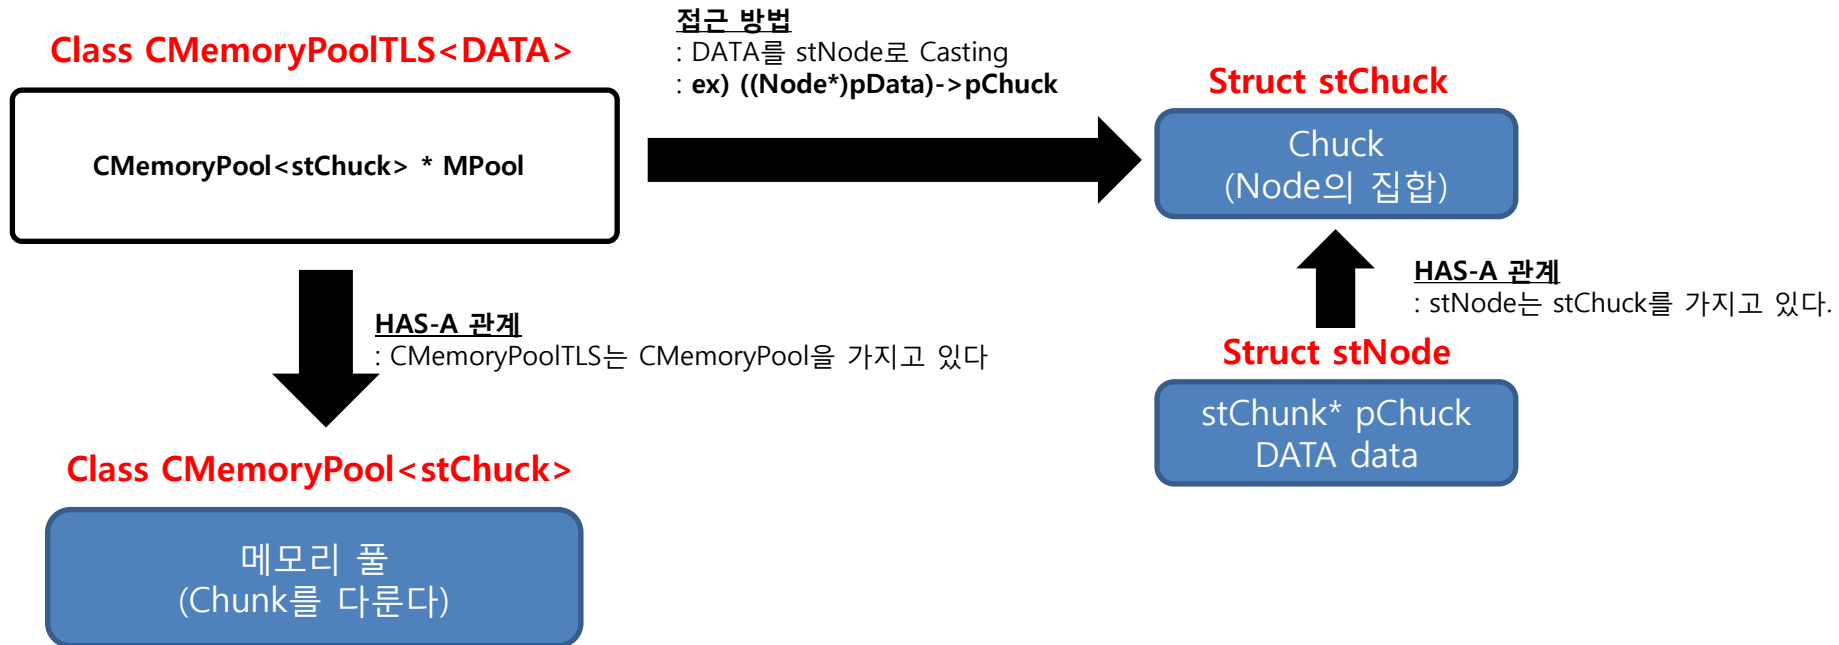 접근 방법
: DATA를 stNode로 Casting
: ex) ((Node*)pData)->pChuck
Class CMemoryPoolTLS<DATA>
CMemoryPool<stChuck> * MPool
Struct stChuck
Chuck
(Node의 집합)
HAS-A 관계
: stNode는 stChuck를 가지고 있다.
HAS-A 관계
: CMemoryPoolTLS는 CMemoryPool을 가지고 있다
Struct stNode
stChunk* pChuck
DATA data
Class CMemoryPool<stChuck>
메모리 풀
(Chunk를 다룬다)